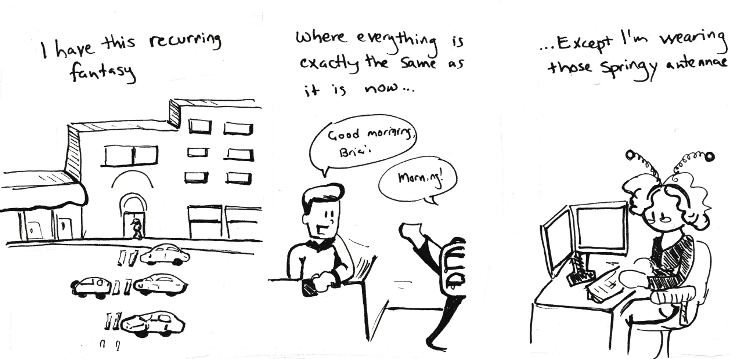 I have this recurring
fantasy
Where everything is
exactly the same as
it is now...
Good morning,
Morning!
...Except I'm wearing
those springy antennae